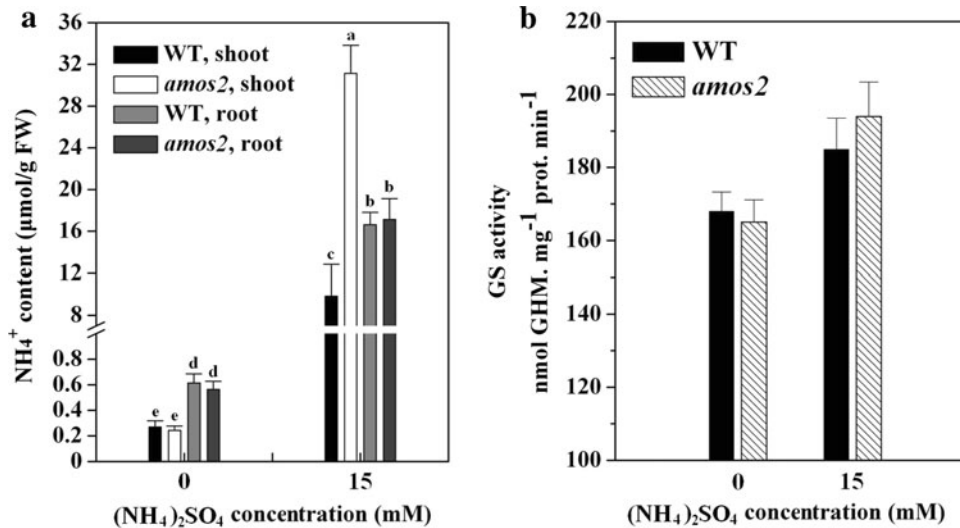 a
36
32
28
24
20
16
12
8
0.8
0.6
0.4
0.2
0
NH₄⁺ content (µmol/g FW)
WT, shoot
amos2, shoot
WT, root
amos2, root
e
e
d
d
c
a
b
b
0
15
(NH₄)₂SO₄ concentration (mM)
b
220
200
180
160
140
120
100
GS activity
nmol GHM. mg⁻¹ prot. min⁻¹
WT
amos2
0
15
(NH₄)₂SO₄ concentration (mM)